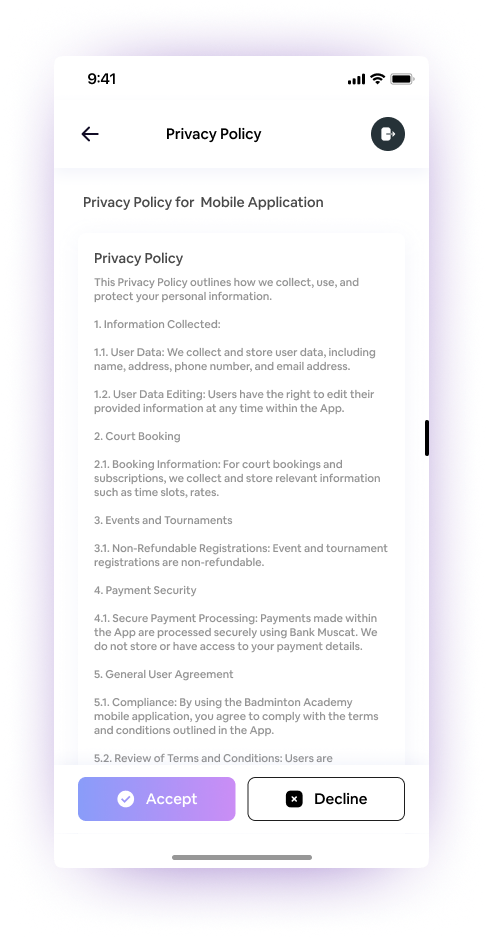 9:41
Privacy Policy
Privacy Policy for Mobile Application
Privacy Policy
This Privacy Policy outlines how we collect, use, and
protect your personal information.
1. Information Collected:
1.1. User Data: We collect and store user data, including
name, address, phone number, and email address.
1.2. User Data Editing: Users have the right to edit their
provided information at any time within the App.
2. Court Booking
2.1. Booking Information: For court bookings and
subscriptions, we collect and store relevant information
such as time slots, rates.
3. Events and Tournaments
3.1. Non-Refundable Registrations: Event and tournament
registrations are non-refundable.
4. Payment Security
4.1. Secure Payment Processing: Payments made within
the App are processed securely using Bank Muscat. We
do not store or have access to your payment details.
5. General User Agreement
5.1. Compliance: By using the Badminton Academy
mobile application, you agree to comply with the terms
and conditions outlined in the App.
5.2. Review of Terms and Conditions: Users are
Accept
Decline